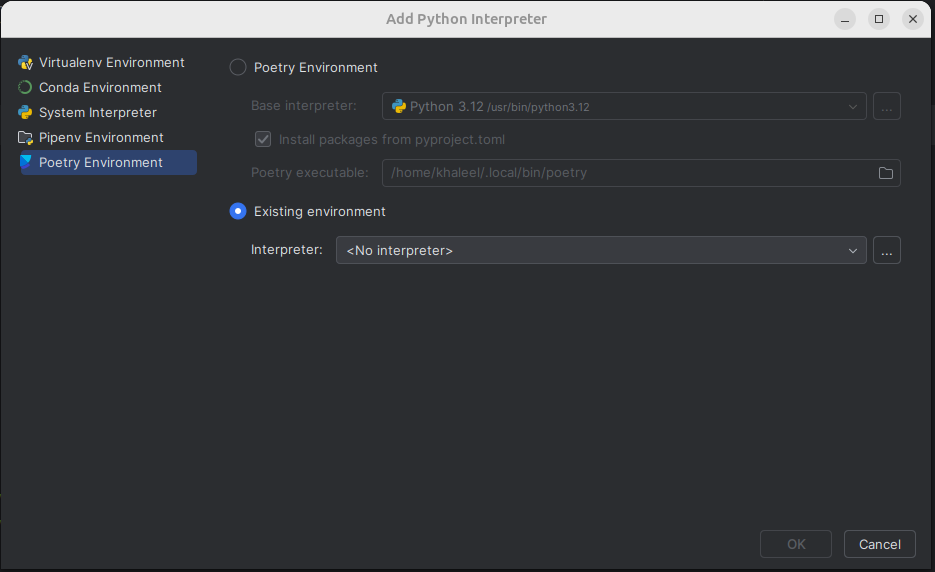 Add Python Interpreter
Virtualenv Environment
Conda Environment
System Interpreter
Pipenv Environment
Poetry Environment
Poetry Environment
Base interpreter: Python 3.12 /usr/bin/python3.12 ...
Install packages from pyproject.toml
Poetry executable: /home/khaleel/.local/bin/poetry
Existing environment
Interpreter: <No interpreter> ...
OK Cancel